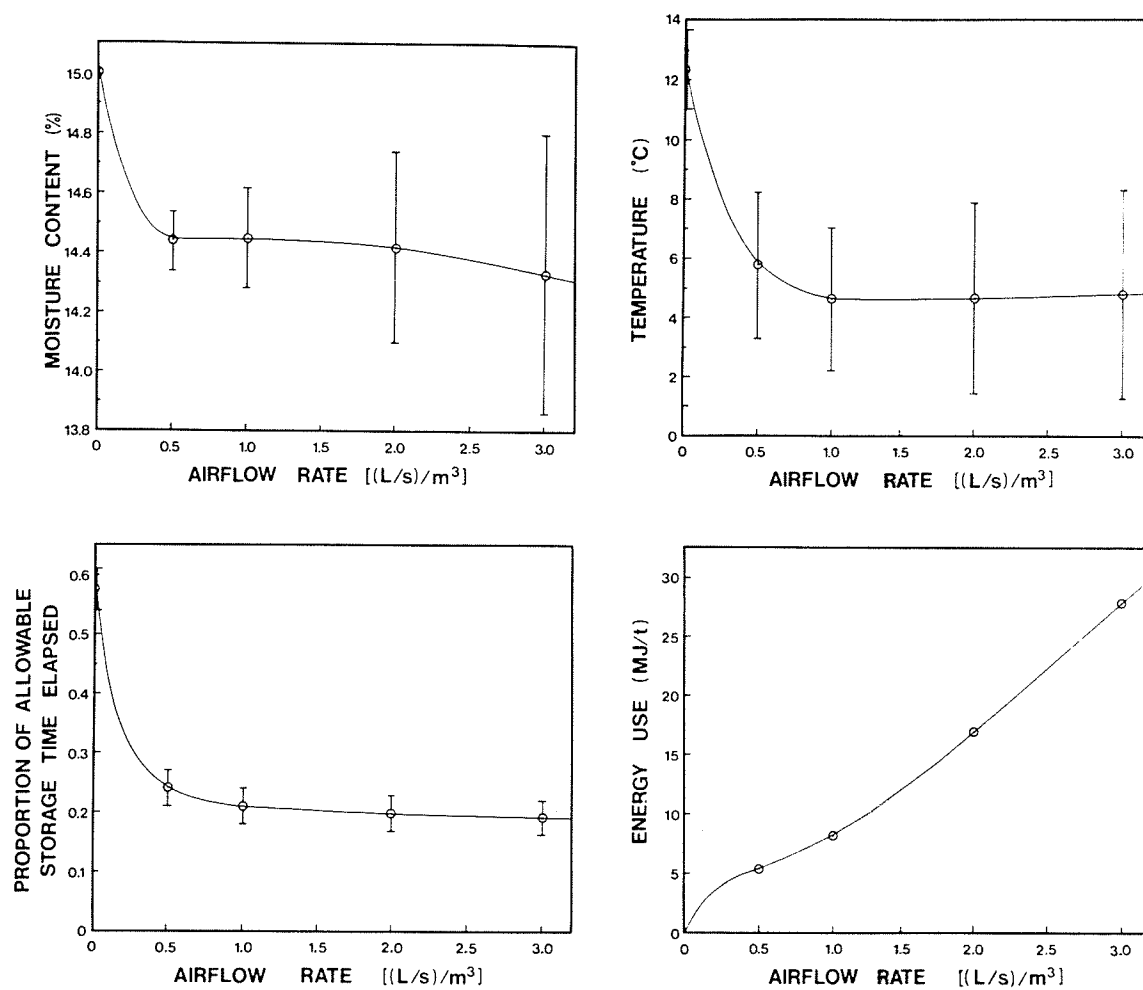 MOISTURE CONTENT (%)
15.0
14.8
14.6
14.4
14.2
14.0
13.8
0 0.5 1.0 1.5 2.0 2.5 3.0
AIRFLOW RATE [(L/s)/m³]
TEMPERATURE (°C)
14
12
10
8
6
4
2
0
0 0.5 1.0 1.5 2.0 2.5 3.0
AIRFLOW RATE [(L/s)/m³]
PROPORTION OF ALLOWABLE
STORAGE TIME ELAPSED
0.6
0.5
0.4
0.3
0.2
0.1
0
0 0.5 1.0 1.5 2.0 2.5 3.0
AIRFLOW RATE [(L/s)/m³]
ENERGY USE (MJ/t)
30
25
20
15
10
5
0
0 0.5 1.0 1.5 2.0 2.5 3.0
AIRFLOW RATE [(L/s)/m³]